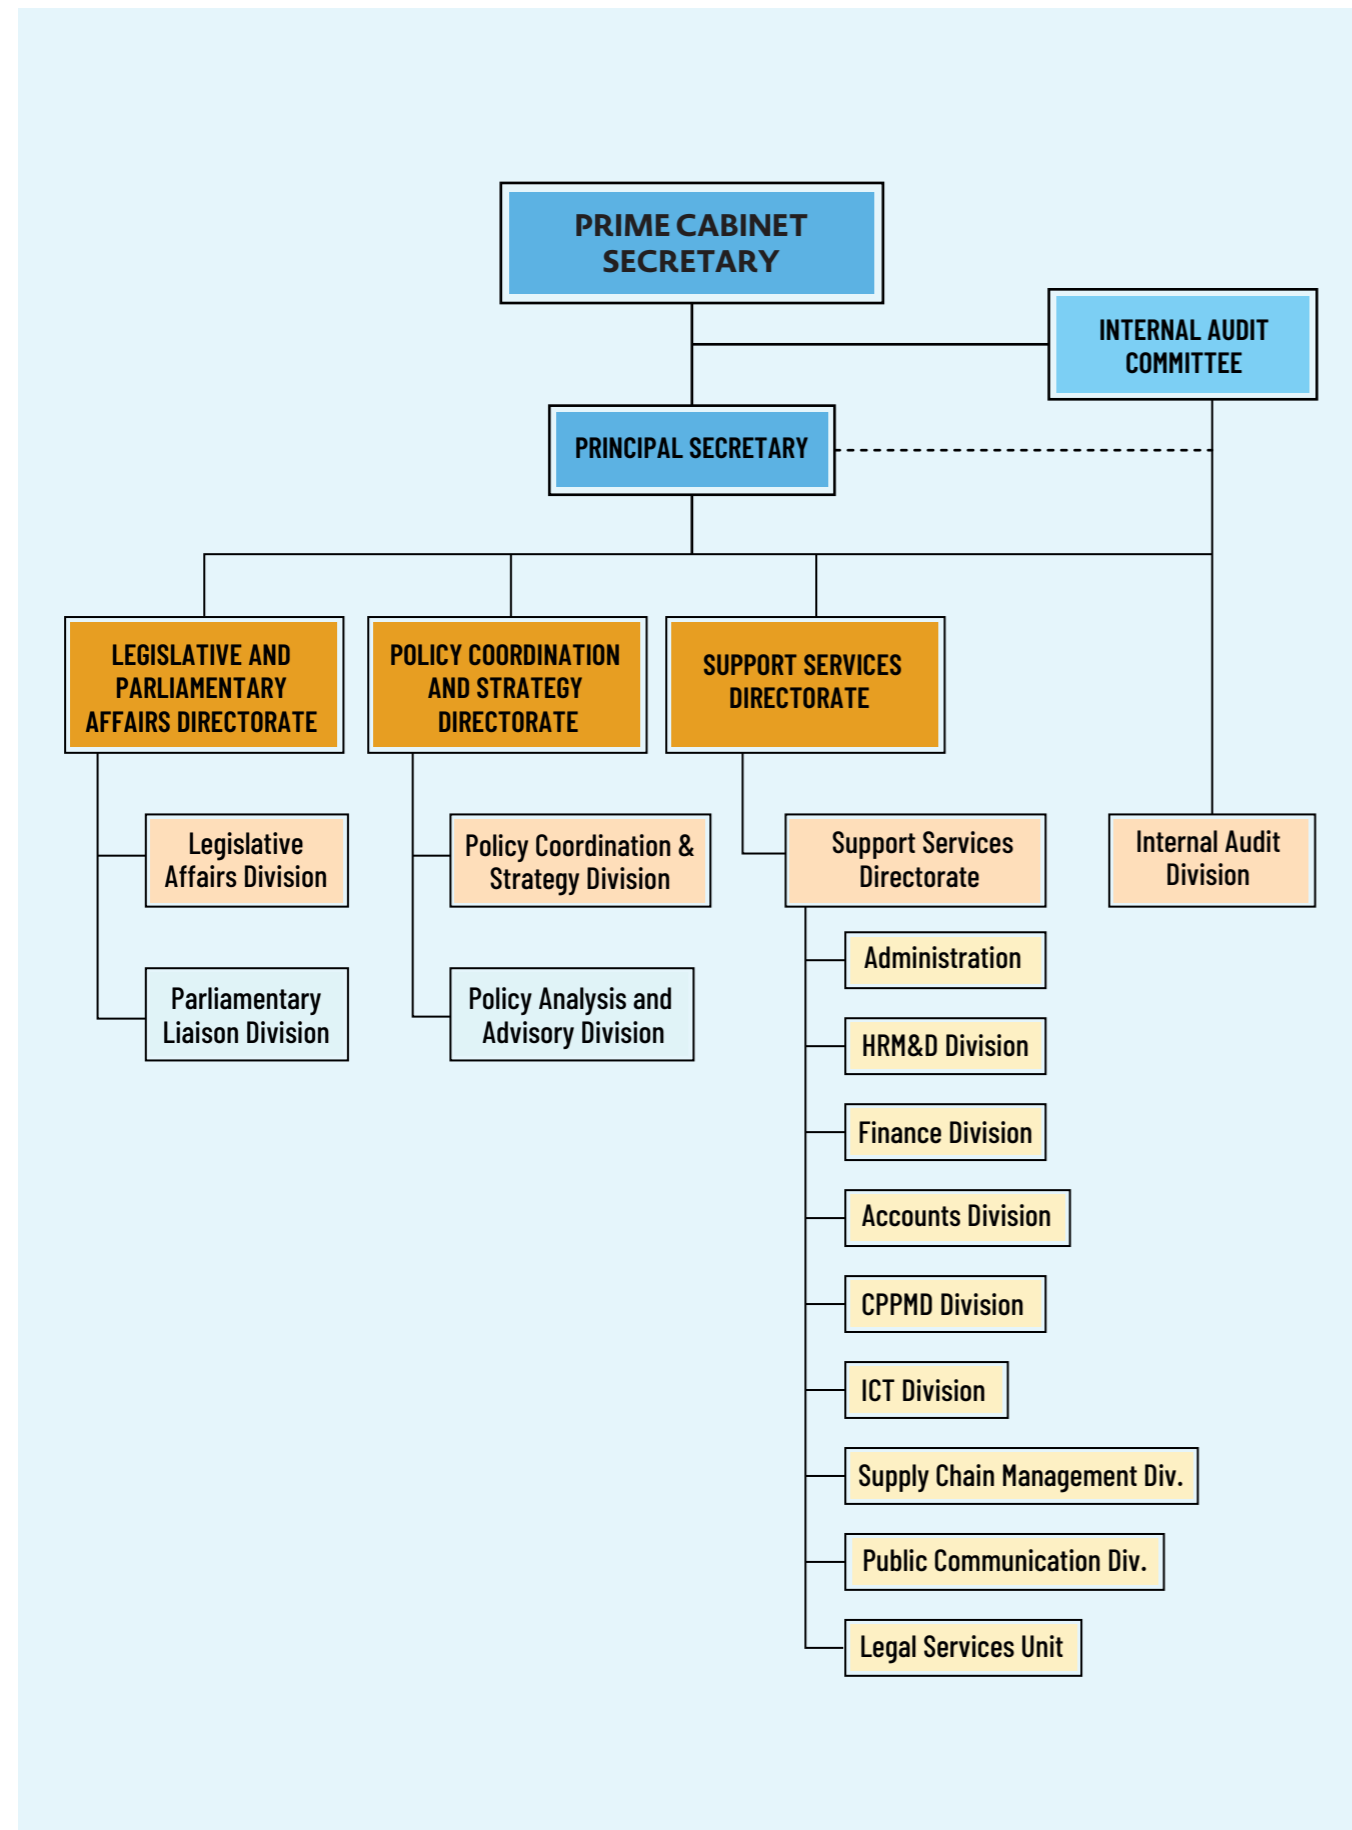 PRIME CABINET
SECRETARY
INTERNAL AUDIT
COMMITTEE
PRINCIPAL SECRETARY
LEGISLATIVE AND
PARLIAMENTARY
AFFAIRS DIRECTORATE
POLICY COORDINATION
AND STRATEGY
DIRECTORATE
SUPPORT SERVICES
DIRECTORATE
Legislative
Affairs Division
Policy Coordination &
Strategy Division
Support Services
Directorate
Internal Audit
Division
Parliamentary
Liaison Division
Policy Analysis and
Advisory Division
Administration
HRM&D Division
Finance Division
Accounts Division
CPPMD Division
ICT Division
Supply Chain Management Div.
Public Communication Div.
Legal Services Unit